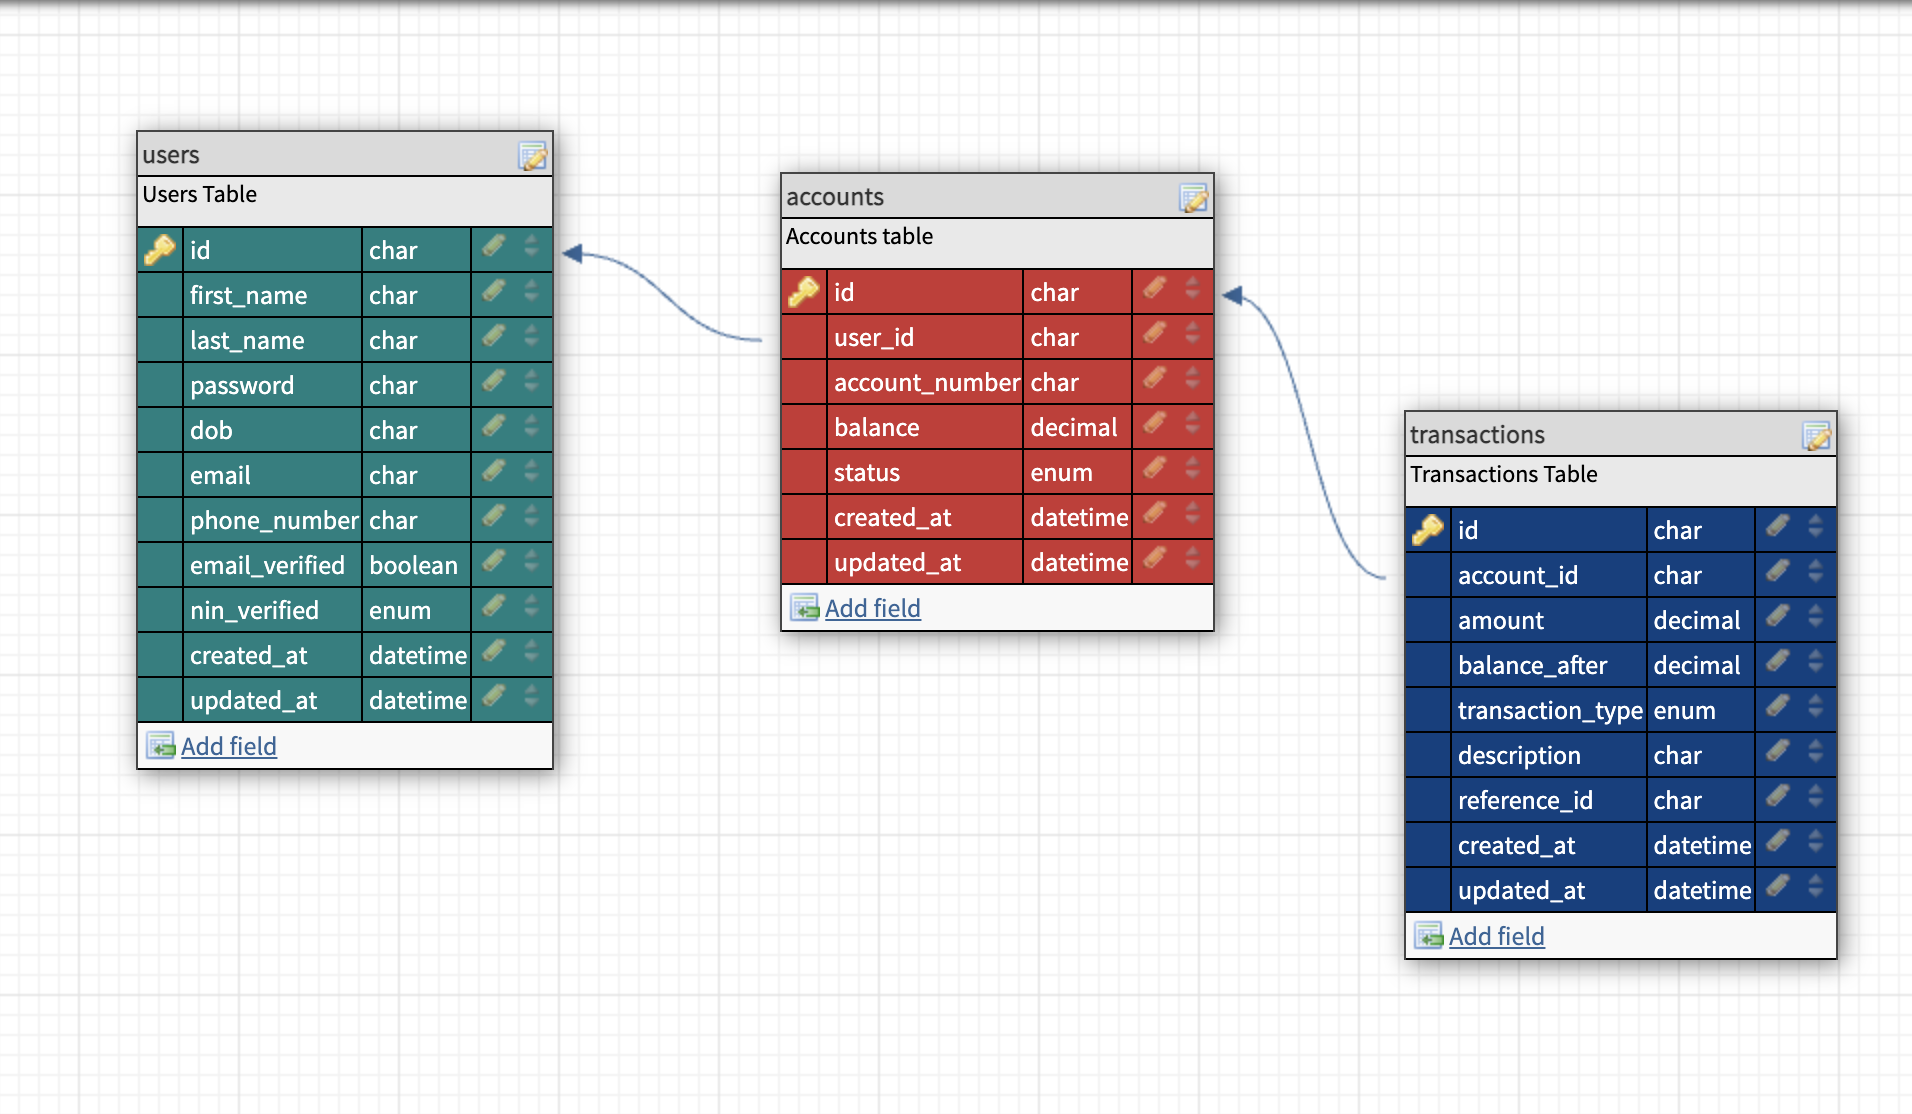 users
Users Table
id char
first_name char
last_name char
password char
dob char
email char
phone_number char
email_verified boolean
nin_verified enum
created_at datetime
updated_at datetime
Add field
accounts
Accounts table
id char
user_id char
account_number char
balance decimal
status enum
created_at datetime
updated_at datetime
Add field
transactions
Transactions Table
id char
account_id char
amount decimal
balance_after decimal
transaction_type enum
description char
reference_id char
created_at datetime
updated_at datetime
Add field